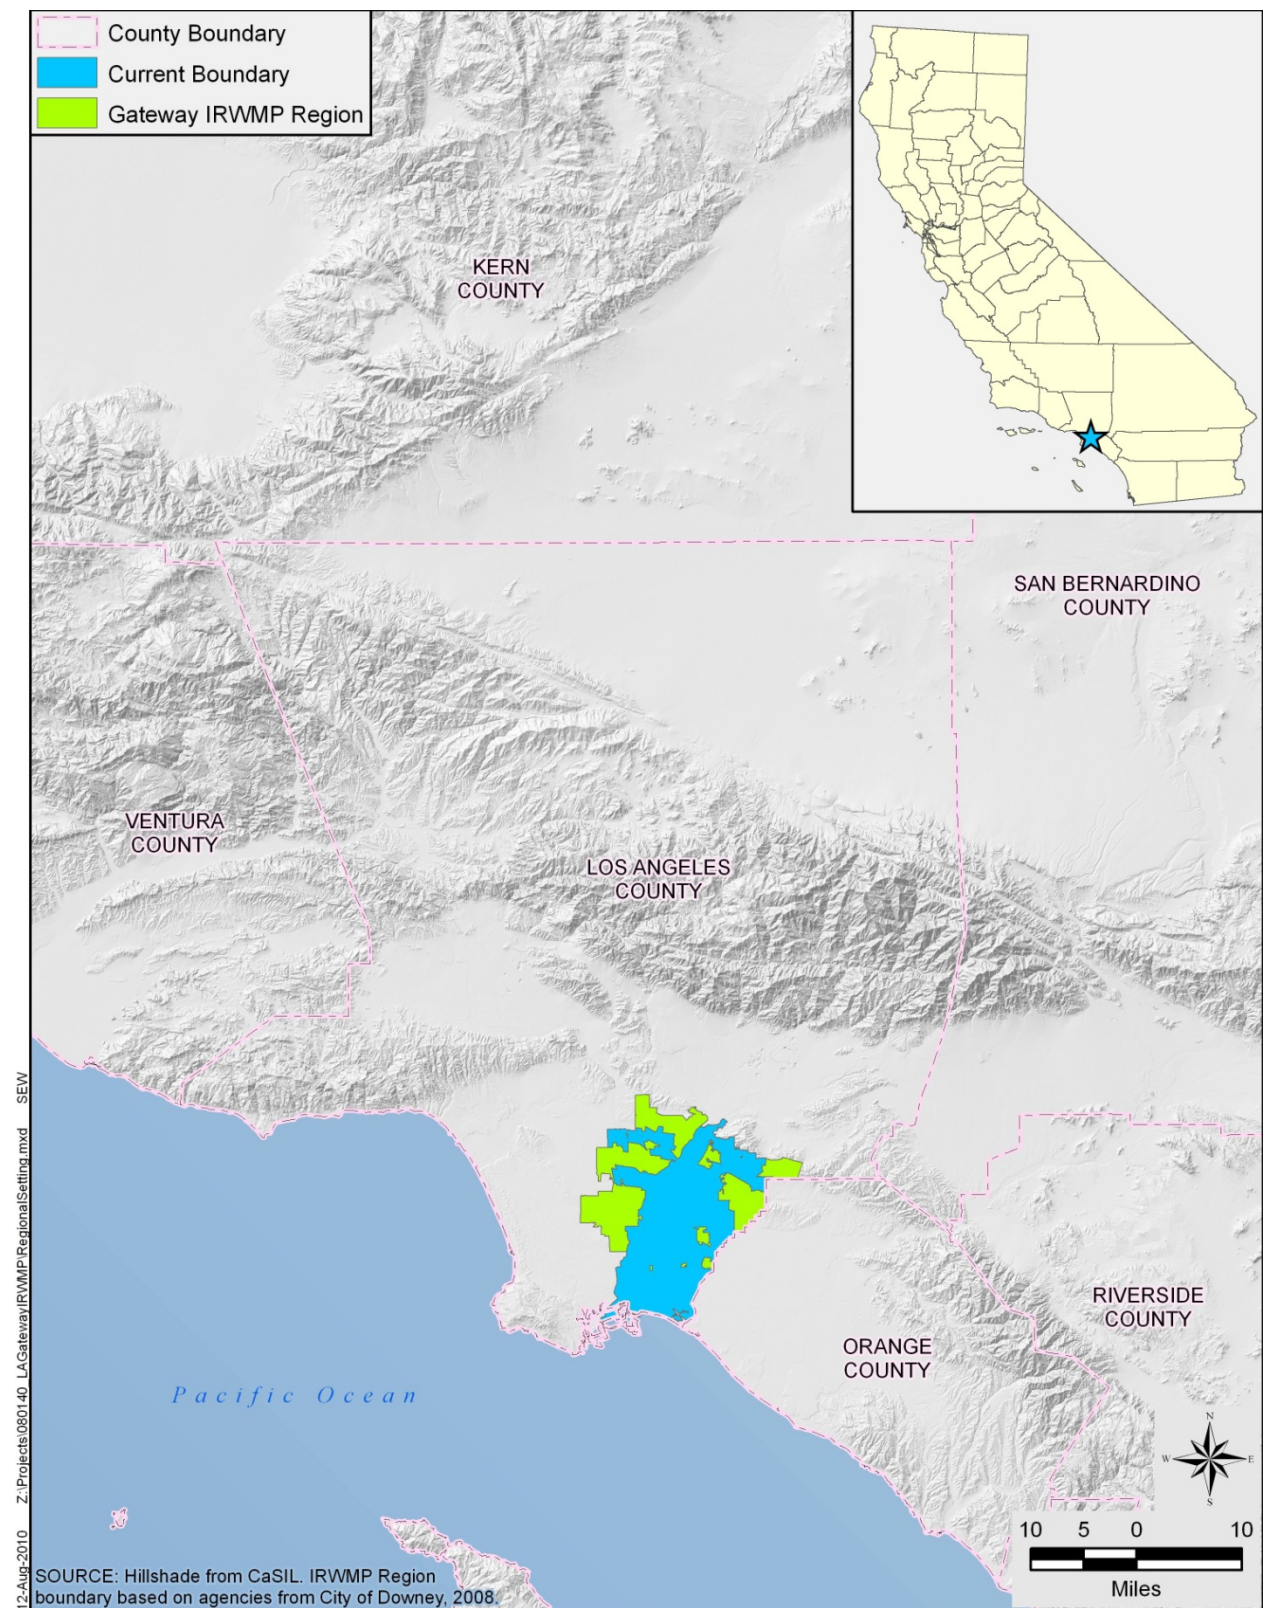 County Boundary
Current Boundary
Gateway IRWMP Region
KERN
COUNTY
SAN BERNARDINO
COUNTY
VENTURA
COUNTY
LOS ANGELES
COUNTY
RIVERSIDE
COUNTY
ORANGE
COUNTY
Pacific Ocean
N
W
E
S
10 5 0 10
Miles
SOURCE: Hillshade from CaSIL. IRWMP Region
boundary based on agencies from City of Downey, 2008.
12-Aug-2010 Z:\Projects\080140_LAGatewayIRWMP\RegionalSetting.mxd SEW